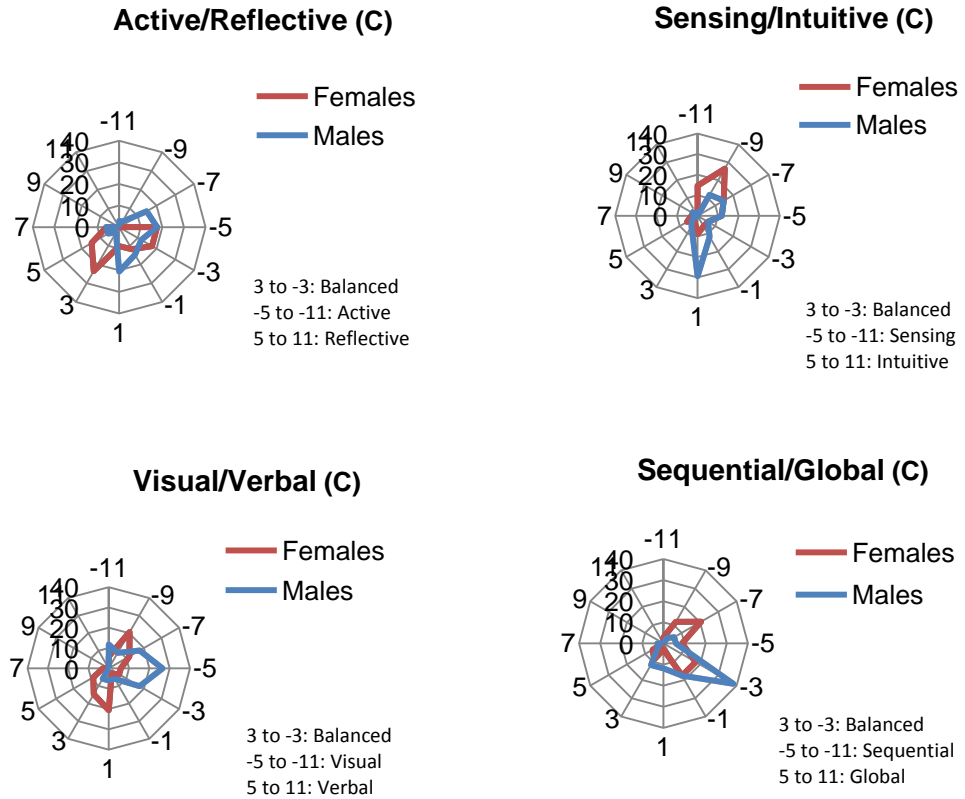 Active/Reflective (C)
Females
Males
-11
-9
-7
-5
-3
-1
1
3
5
7
9
11
40
30
20
10
0
3 to -3: Balanced
-5 to -11: Active
5 to 11: Reflective
Sensing/Intuitive (C)
Females
Males
-11
-9
-7
-5
-3
-1
1
3
5
7
9
11
40
30
20
10
0
3 to -3: Balanced
-5 to -11: Sensing
5 to 11: Intuitive
Visual/Verbal (C)
Females
Males
-11
-9
-7
-5
-3
-1
1
3
5
7
9
11
40
30
20
10
0
3 to -3: Balanced
-5 to -11: Visual
5 to 11: Verbal
Sequential/Global (C)
Females
Males
-11
-9
-7
-5
-3
-1
1
3
5
7
9
11
40
30
20
10
0
3 to -3: Balanced
-5 to -11: Sequential
5 to 11: Global